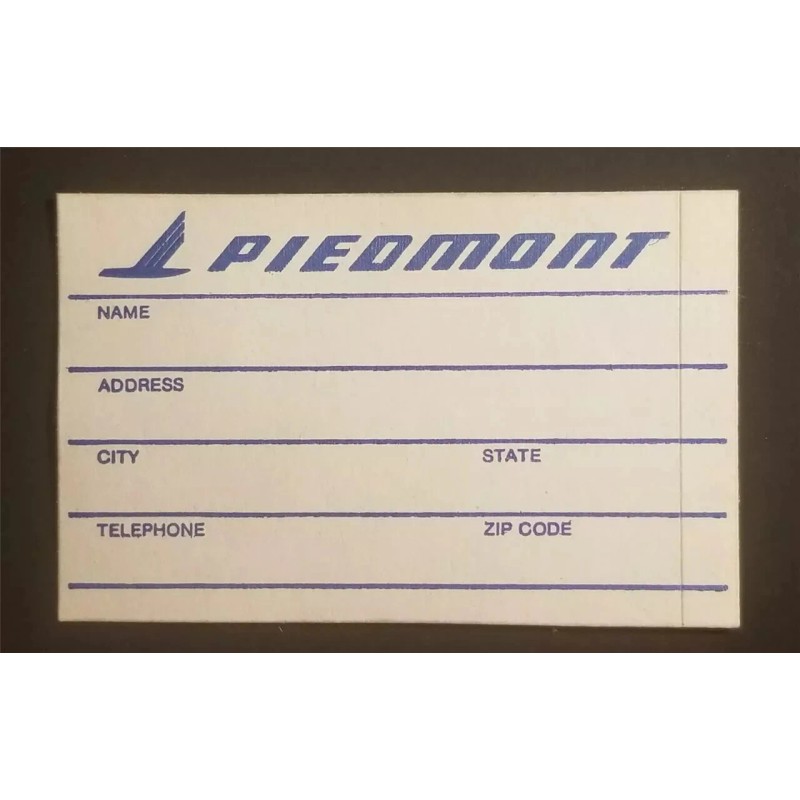 PIEDMONT
NAME
ADDRESS
CITY STATE
TELEPHONE ZIP CODE